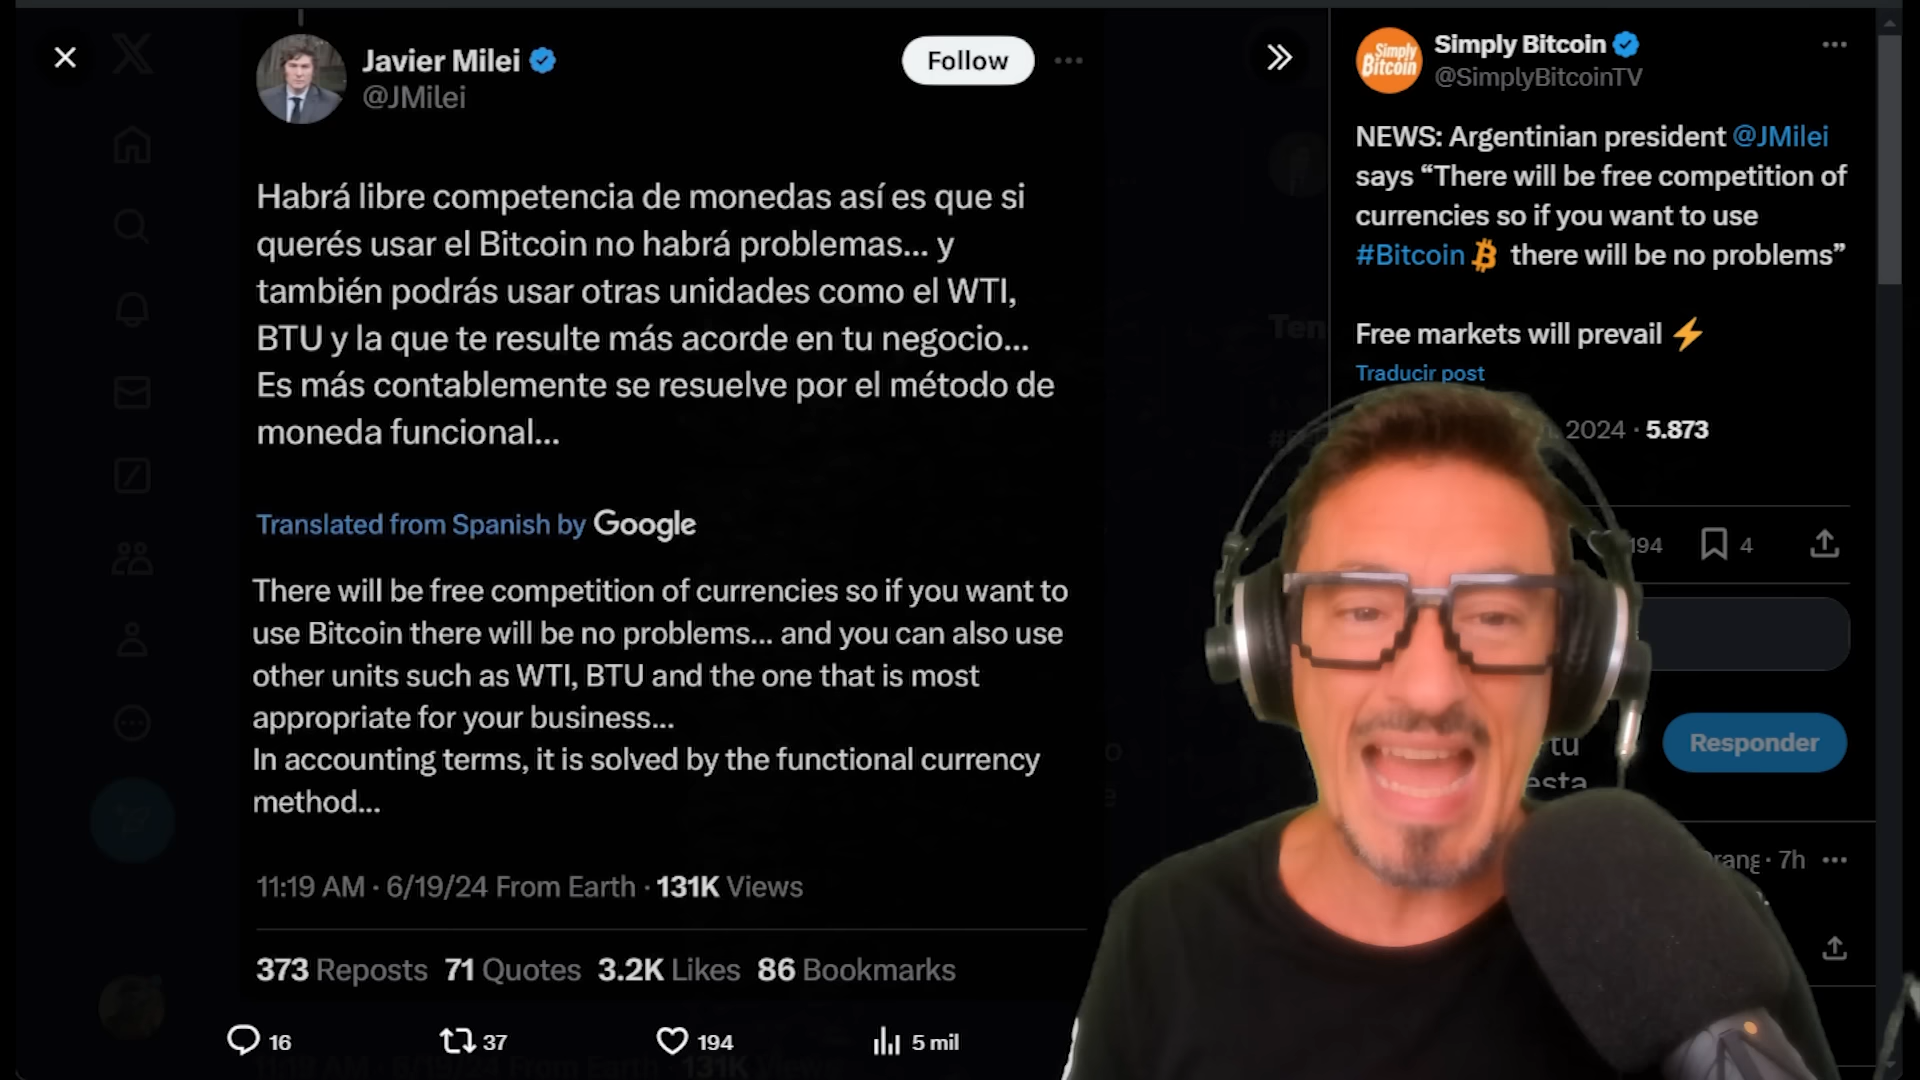 Javier Milei
@JMilei
Follow
Habrá libre competencia de monedas así es que si
querés usar el Bitcoin no habrá problemas... y
también podrás usar otras unidades como el WTI,
BTU y la que te resulte más acorde en tu negocio...
Es más contablemente se resuelve por el método de
moneda funcional...
Translated from Spanish by Google
There will be free competition of currencies so if you want to
use Bitcoin there will be no problems... and you can also use
other units such as WTI, BTU and the one that is most
appropriate for your business...
In accounting terms, it is solved by the functional currency
method...
11:19 AM · 6/19/24 From Earth · 131K Views
373 Reposts 71 Quotes 3.2K Likes 86 Bookmarks
16 37 194 5 mil
Simply Bitcoin
Simply Bitcoin
@SimplyBitcoinTV
NEWS: Argentinian president @JMilei
says “There will be free competition of
currencies so if you want to use
#Bitcoin there will be no problems”
Free markets will prevail ⚡
Traducir post
2024 · 5.873
194 4
tu
esta
Responder
· 7h
Ten